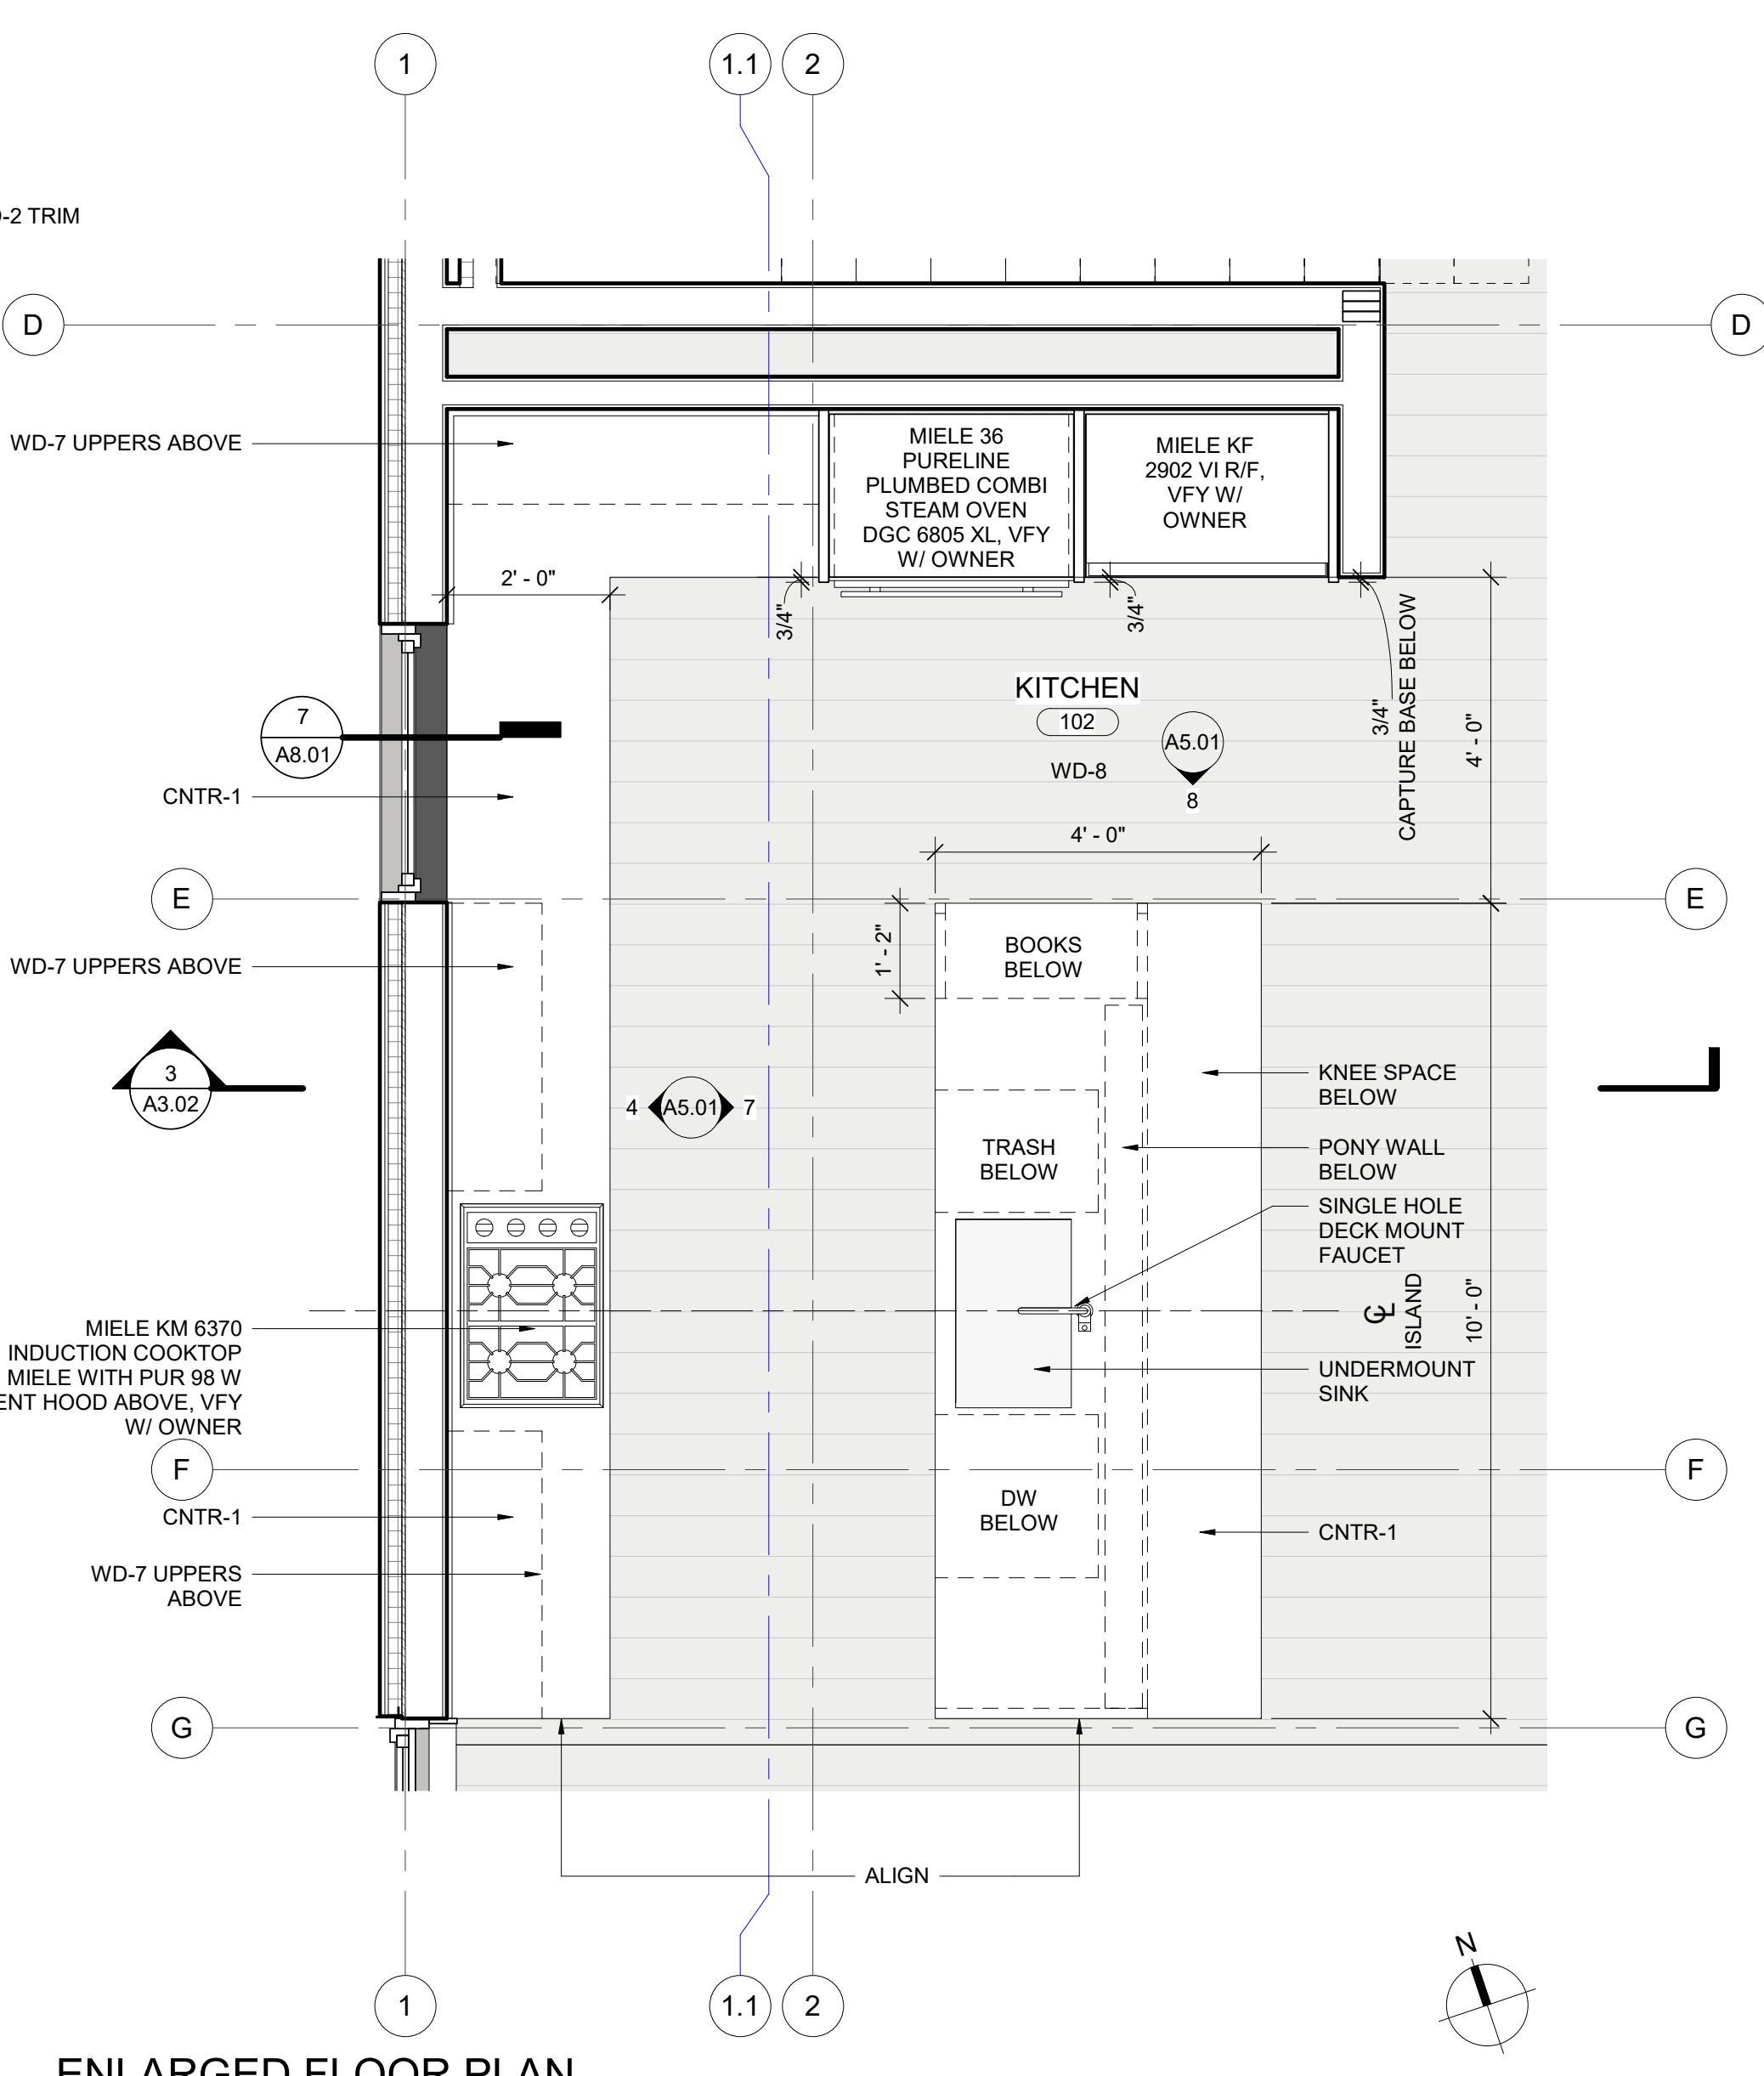 1
1.1
2
-2 TRIM
D
D
WD-7 UPPERS ABOVE
MIELE 36
PURELINE
PLUMBED COMBI
STEAM OVEN
DGC 6805 XL, VFY
W/ OWNER
MIELE KF
2902 VI R/F,
VFY W/
OWNER
2' - 0"
3/4"
3/4"
3/4"
CAPTURE BASE BELOW
4' - 0"
KITCHEN
102
WD-8
A5.01
8
7
A8.01
CNTR-1
4' - 0"
E
E
1' - 2"
BOOKS
BELOW
WD-7 UPPERS ABOVE
3
A3.02
4
A5.01
7
KNEE SPACE
BELOW
TRASH
BELOW
PONY WALL
BELOW
SINGLE HOLE
DECK MOUNT
FAUCET
CL
ISLAND
10' - 0"
MIELE KM 6370
INDUCTION COOKTOP
MIELE WITH PUR 98 W
ENT HOOD ABOVE, VFY
W/ OWNER
UNDERMOUNT
SINK
F
F
CNTR-1
DW
BELOW
CNTR-1
WD-7 UPPERS
ABOVE
G
G
ALIGN
N
1
1.1
2
ENLARGED FLOOR PLAN